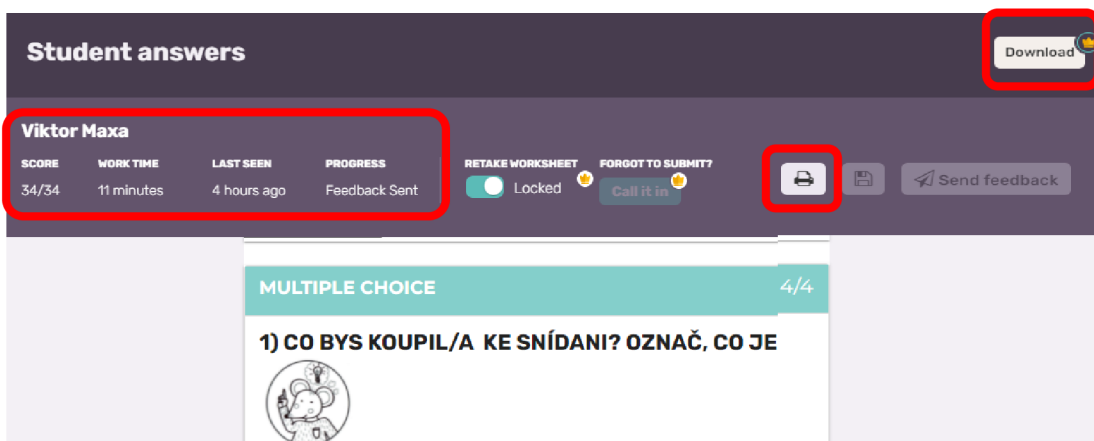 Student answers
Download
Viktor Maxa
SCORE WORK TIME LAST SEEN PROGRESS RETAKE WORKSHEET FORGOT TO SUBMIT?
34/34 11 minutes 4 hours ago Feedback Sent Locked Call it in Send feedback
MULTIPLE CHOICE 4/4
1) CO BYS KOUPIL/A KE SNÍDANI? OZNAČ, CO JE